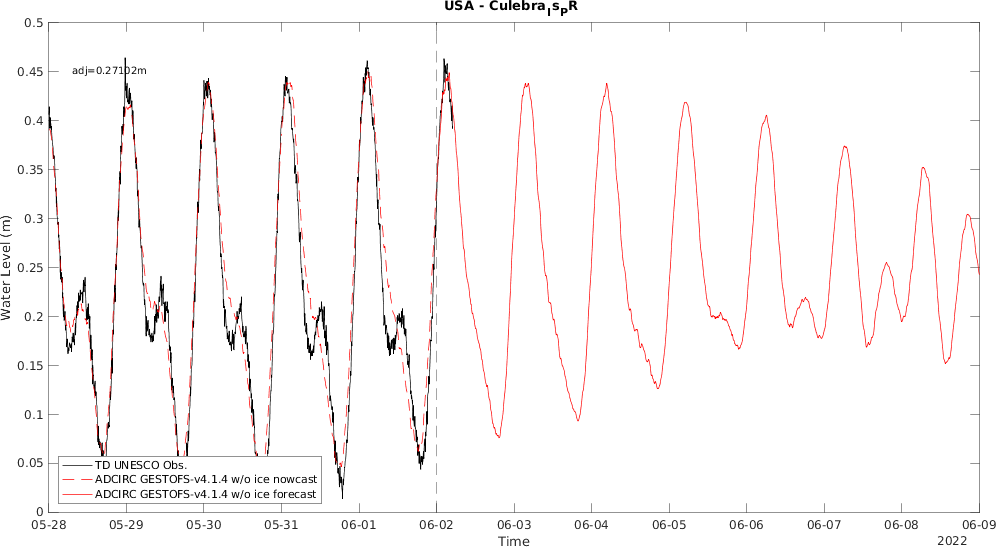 USA - CulebraIsPR
0.5
0.45
0.4
0.35
0.3
0.25
0.2
0.15
0.1
0.05
0
Water Level (m)
adj=0.27102m
TD UNESCO Obs.
ADCIRC GESTOFS-v4.1.4 w/o ice nowcast
ADCIRC GESTOFS-v4.1.4 w/o ice forecast
05-28 05-29 05-30 05-31 06-01 06-02 06-03 06-04 06-05 06-06 06-07 06-08 06-09
Time
2022